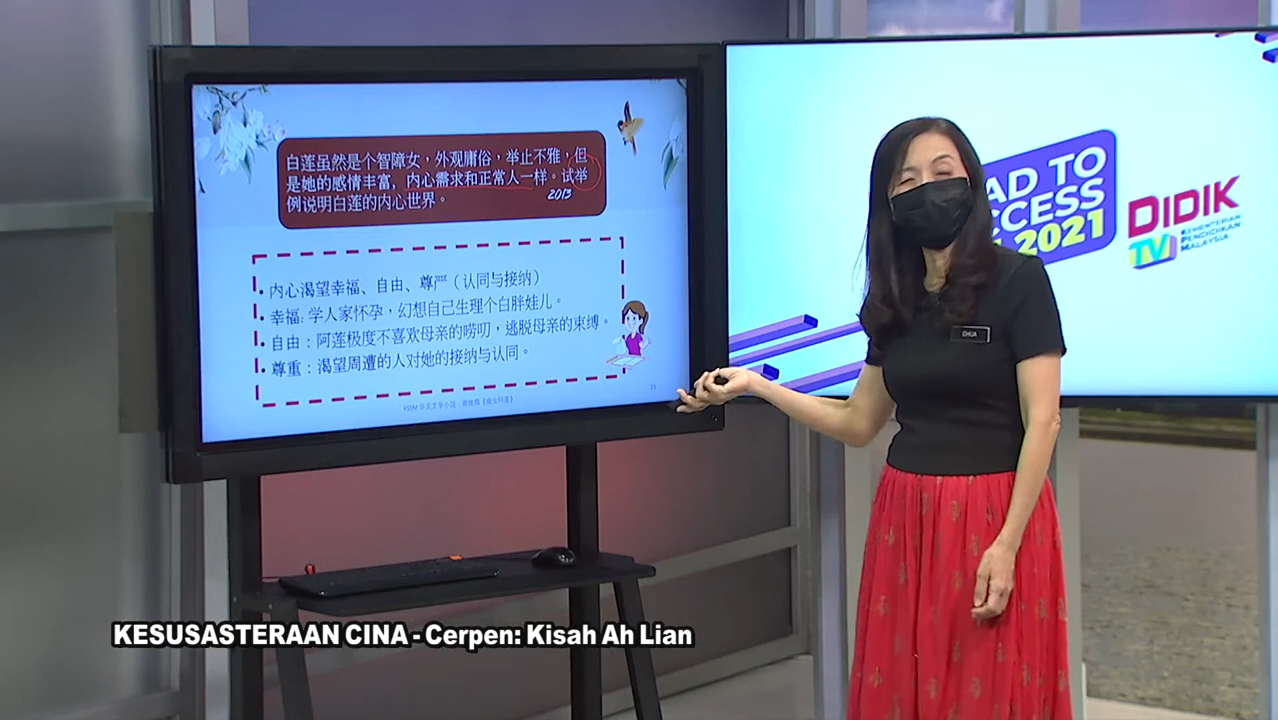 白莲虽然是个智障女，外观庸俗，举止不雅，但
是她的感情丰富，内心需求和正常人一样。试举
例说明白莲的内心世界。
2013
• 内心渴望幸福、自由、尊严（认同与接纳）
• 幸福: 学人家怀孕，幻想自己生理个白胖娃儿。
• 自由：阿莲极度不喜欢母亲的唠叨，逃脱母亲的束缚。
• 尊重：渴望周遭的人对她的接纳与认同。
AD TO
CCESS
2021
DIDIK
TV
KEMENTERIAN
PENDIDIKAN
MALAYSIA
CHUA
KESUSASTERAAN CINA - Cerpen: Kisah Ah Lian